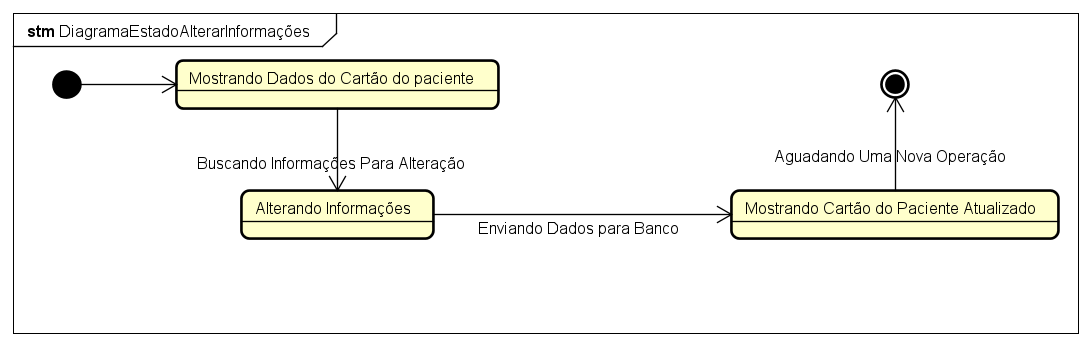 stm DiagramaEstadoAlterarInformações
Mostrando Dados do Cartão do paciente
Buscando Informações Para Alteração
Aguadando Uma Nova Operação
Alterando Informações
Mostrando Cartão do Paciente Atualizado
Enviando Dados para Banco